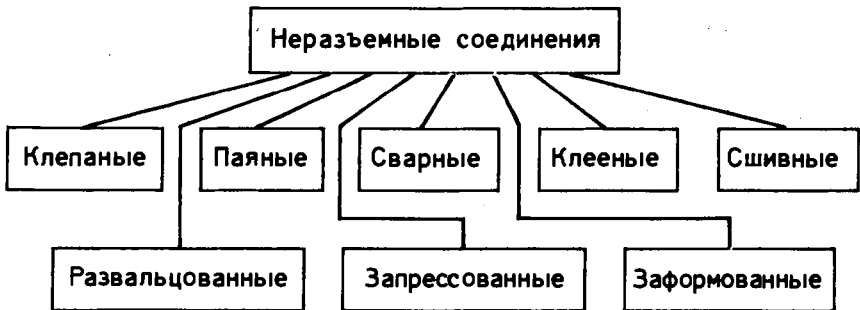 Неразъемные соединения
Клепаные
Паяные
Сварные
Клееные
Сшивные
Развальцованные
Запрессованные
Заформованные